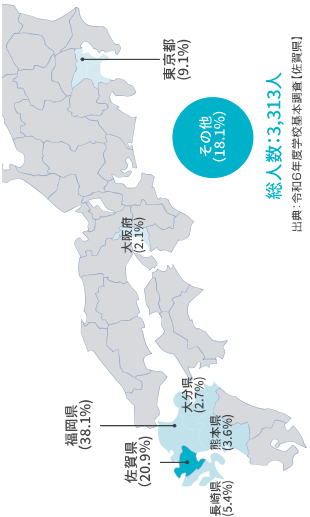 福岡県
(38.1%)
佐賀県
(20.9%)
長崎県
(5.4%)
大分県
(2.7%)
熊本県
(3.6%)
大阪府
(2.1%)
東京都
(9.1%)
その他
(18.1%)
総人数：3,313人
出典：令和6年度学校基本調査【佐賀県】